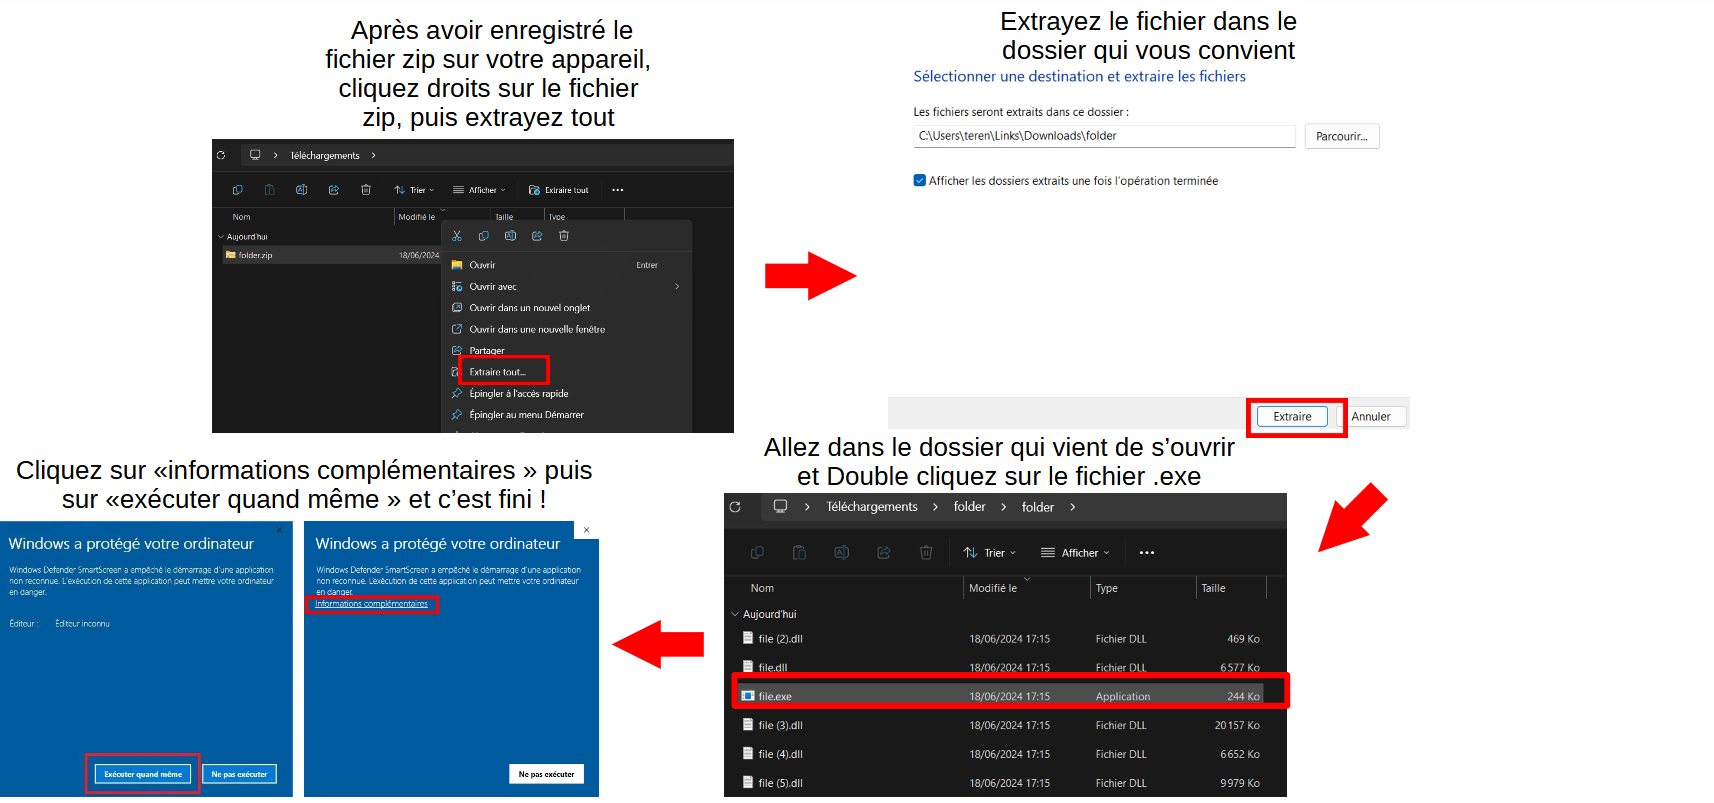 Après avoir enregistré le
fichier zip sur votre appareil,
cliquez droits sur le fichier
zip, puis extrayez tout
Téléchargements
Trier
Afficher
Extraire tout
Nom
Modifié le
Taille
Type
Aujourd'hui
folder.zip
18/06/2024
Ouvrir
Entrer
Ouvrir avec
Ouvrir dans un nouvel onglet
Ouvrir dans une nouvelle fenêtre
Partager
Extraire tout...
Épingler à l'accès rapide
Épingler au menu Démarrer
Extrayez le fichier dans le
dossier qui vous convient
Sélectionner une destination et extraire les fichiers
Les fichiers seront extraits dans ce dossier :
C:\Users\teren\Links\Downloads\folder
Parcourir...
Afficher les dossiers extraits une fois l'opération terminée
Extraire
Annuler
Allez dans le dossier qui vient de s’ouvrir
et Double cliquez sur le fichier .exe
Téléchargements
folder
folder
Trier
Afficher
Nom
Modifié le
Type
Taille
Aujourd'hui
file (2).dll 18/06/2024 17:15 Fichier DLL 469 Ko
file.dll 18/06/2024 17:15 Fichier DLL 6 577 Ko
file.exe 18/06/2024 17:15 Application 244 Ko
file (3).dll 18/06/2024 17:15 Fichier DLL 20 157 Ko
file (4).dll 18/06/2024 17:15 Fichier DLL 6 652 Ko
file (5).dll 18/06/2024 17:15 Fichier DLL 9 979 Ko
Cliquez sur «informations complémentaires » puis
sur «exécuter quand même » et c’est fini !
Windows a protégé votre ordinateur
Windows Defender SmartScreen a empêché le démarrage d'une application
non reconnue. L'exécution de cette application peut mettre votre ordinateur
en danger.
Informations complémentaires
Ne pas exécuter
Windows a protégé votre ordinateur
Windows Defender SmartScreen a empêché le démarrage d'une application
non reconnue. L'exécution de cette application peut mettre votre ordinateur
en danger.
Éditeur : Éditeur inconnu
Exécuter quand même
Ne pas exécuter